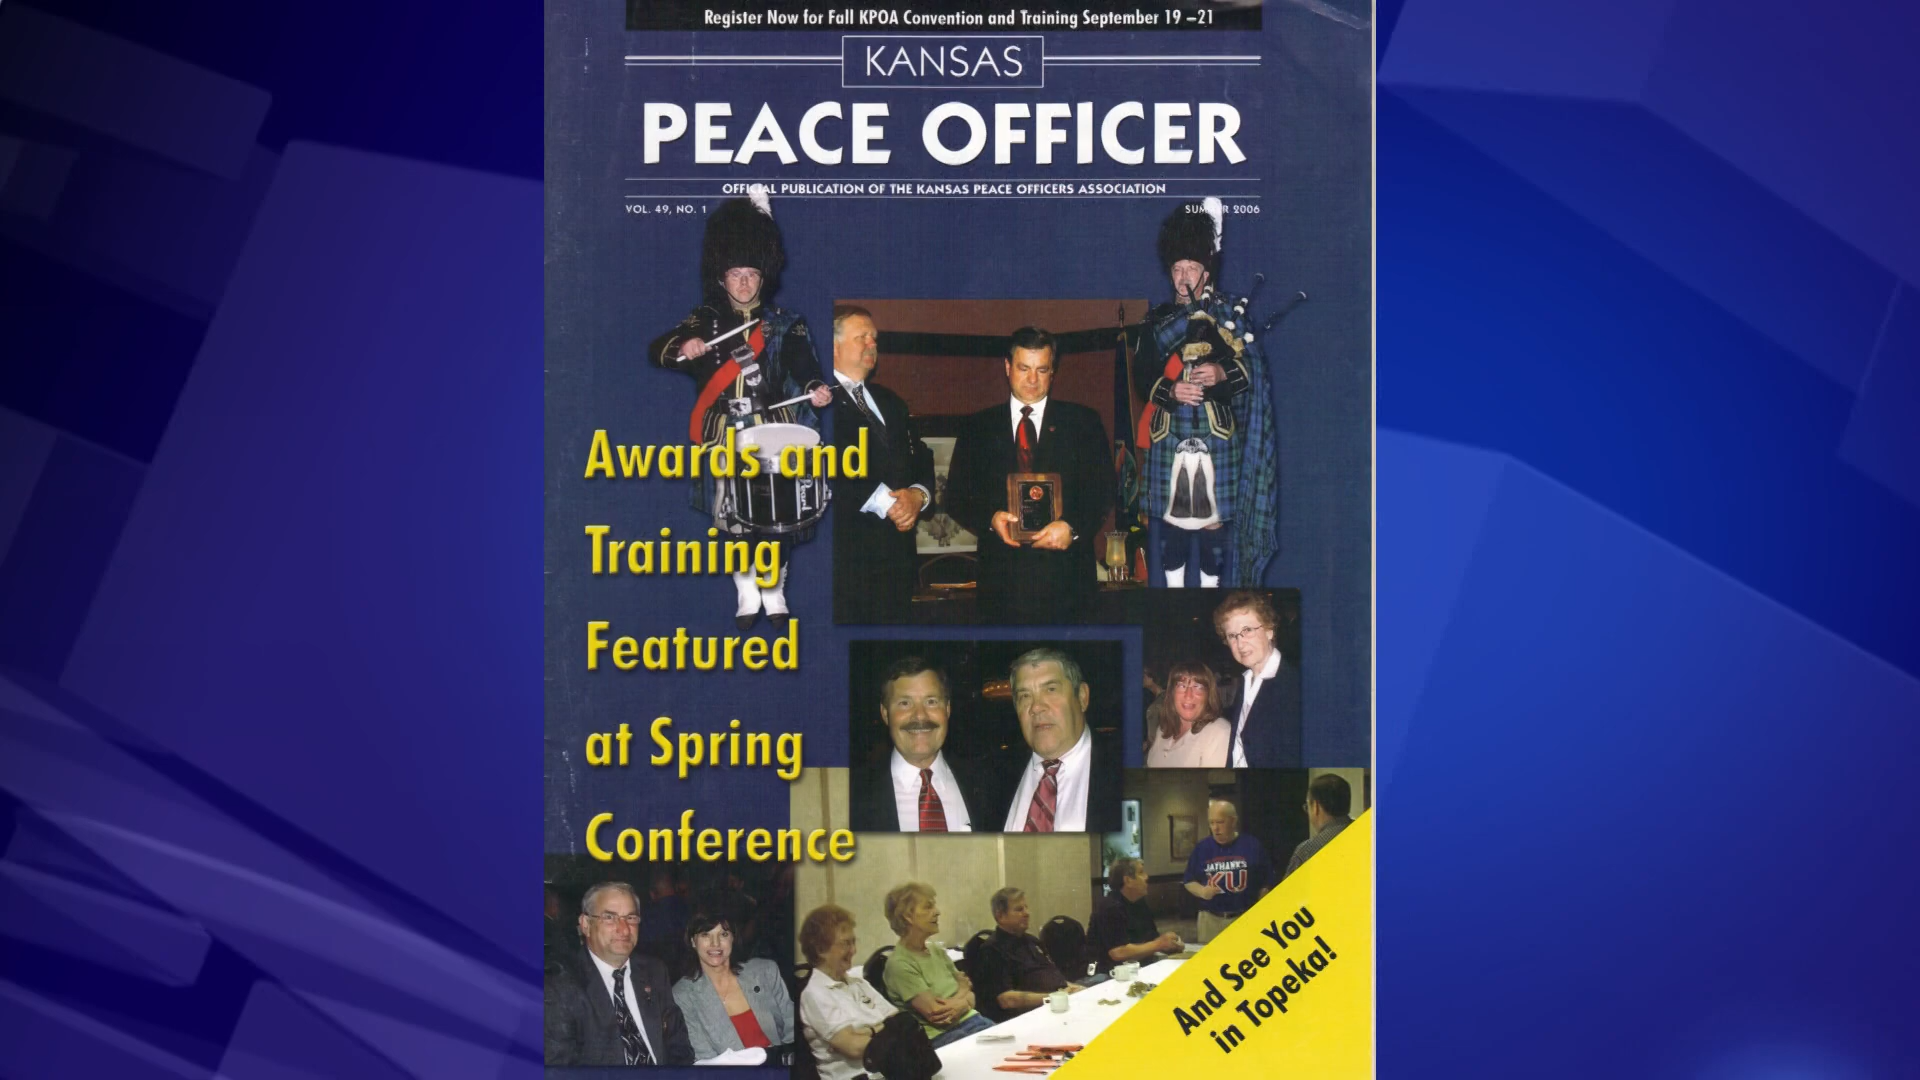 Register Now for Fall KPOA Convention and Training September 19 –21
KANSAS
PEACE OFFICER
OFFICIAL PUBLICATION OF THE KANSAS PEACE OFFICERS ASSOCIATION
VOL. 49, NO. 1
SUMMER 2006
Awards and
Training
Featured
at Spring
Conference
Pearl
JAYHAWKS
KU
And See You
in Topeka!